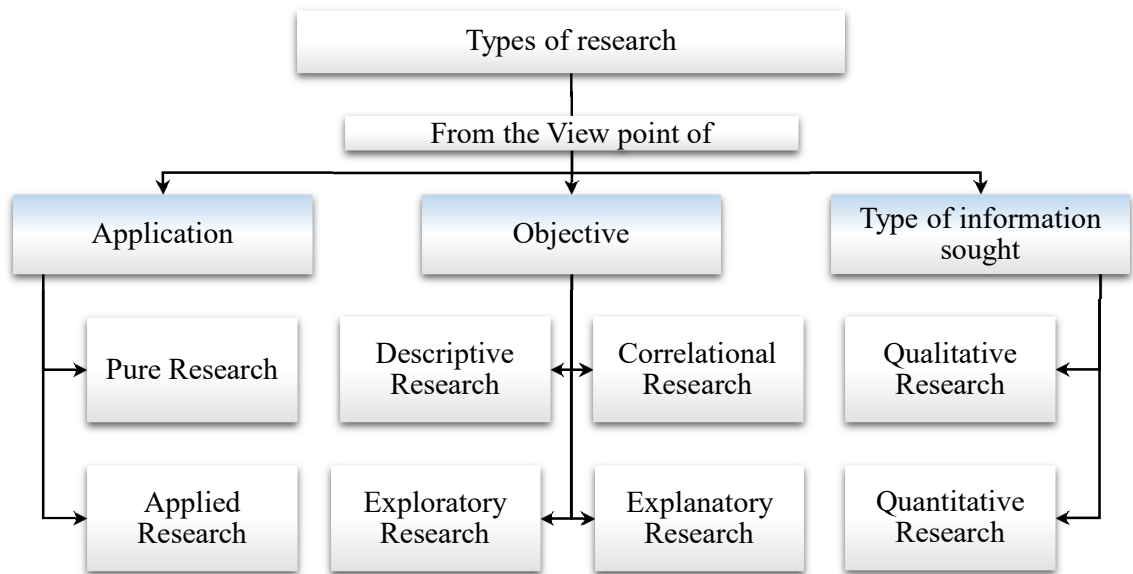 Types of research
From the View point of
Application
Objective
Type of information
sought
Pure Research
Descriptive
Research
Correlational
Research
Qualitative
Research
Applied
Research
Exploratory
Research
Explanatory
Research
Quantitative
Research